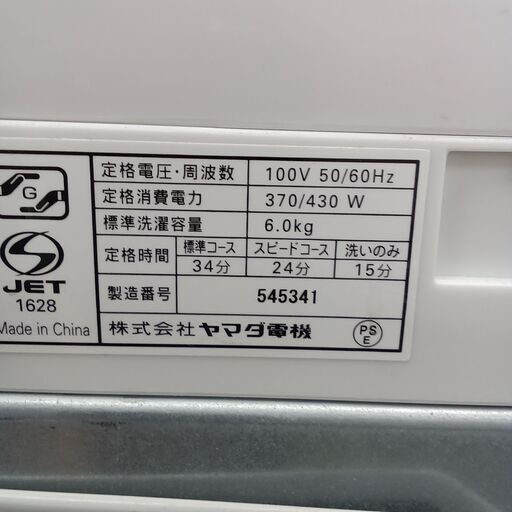 G
JET
1628
Made in China
定格電圧・周波数 100V 50/60Hz
定格消費電力 370/430 W
標準洗濯容量 6.0kg
定格時間 標準コース スピードコース 洗いのみ
34分 24分 15分
製造番号 545341
株式会社ヤマダ電機 PS E